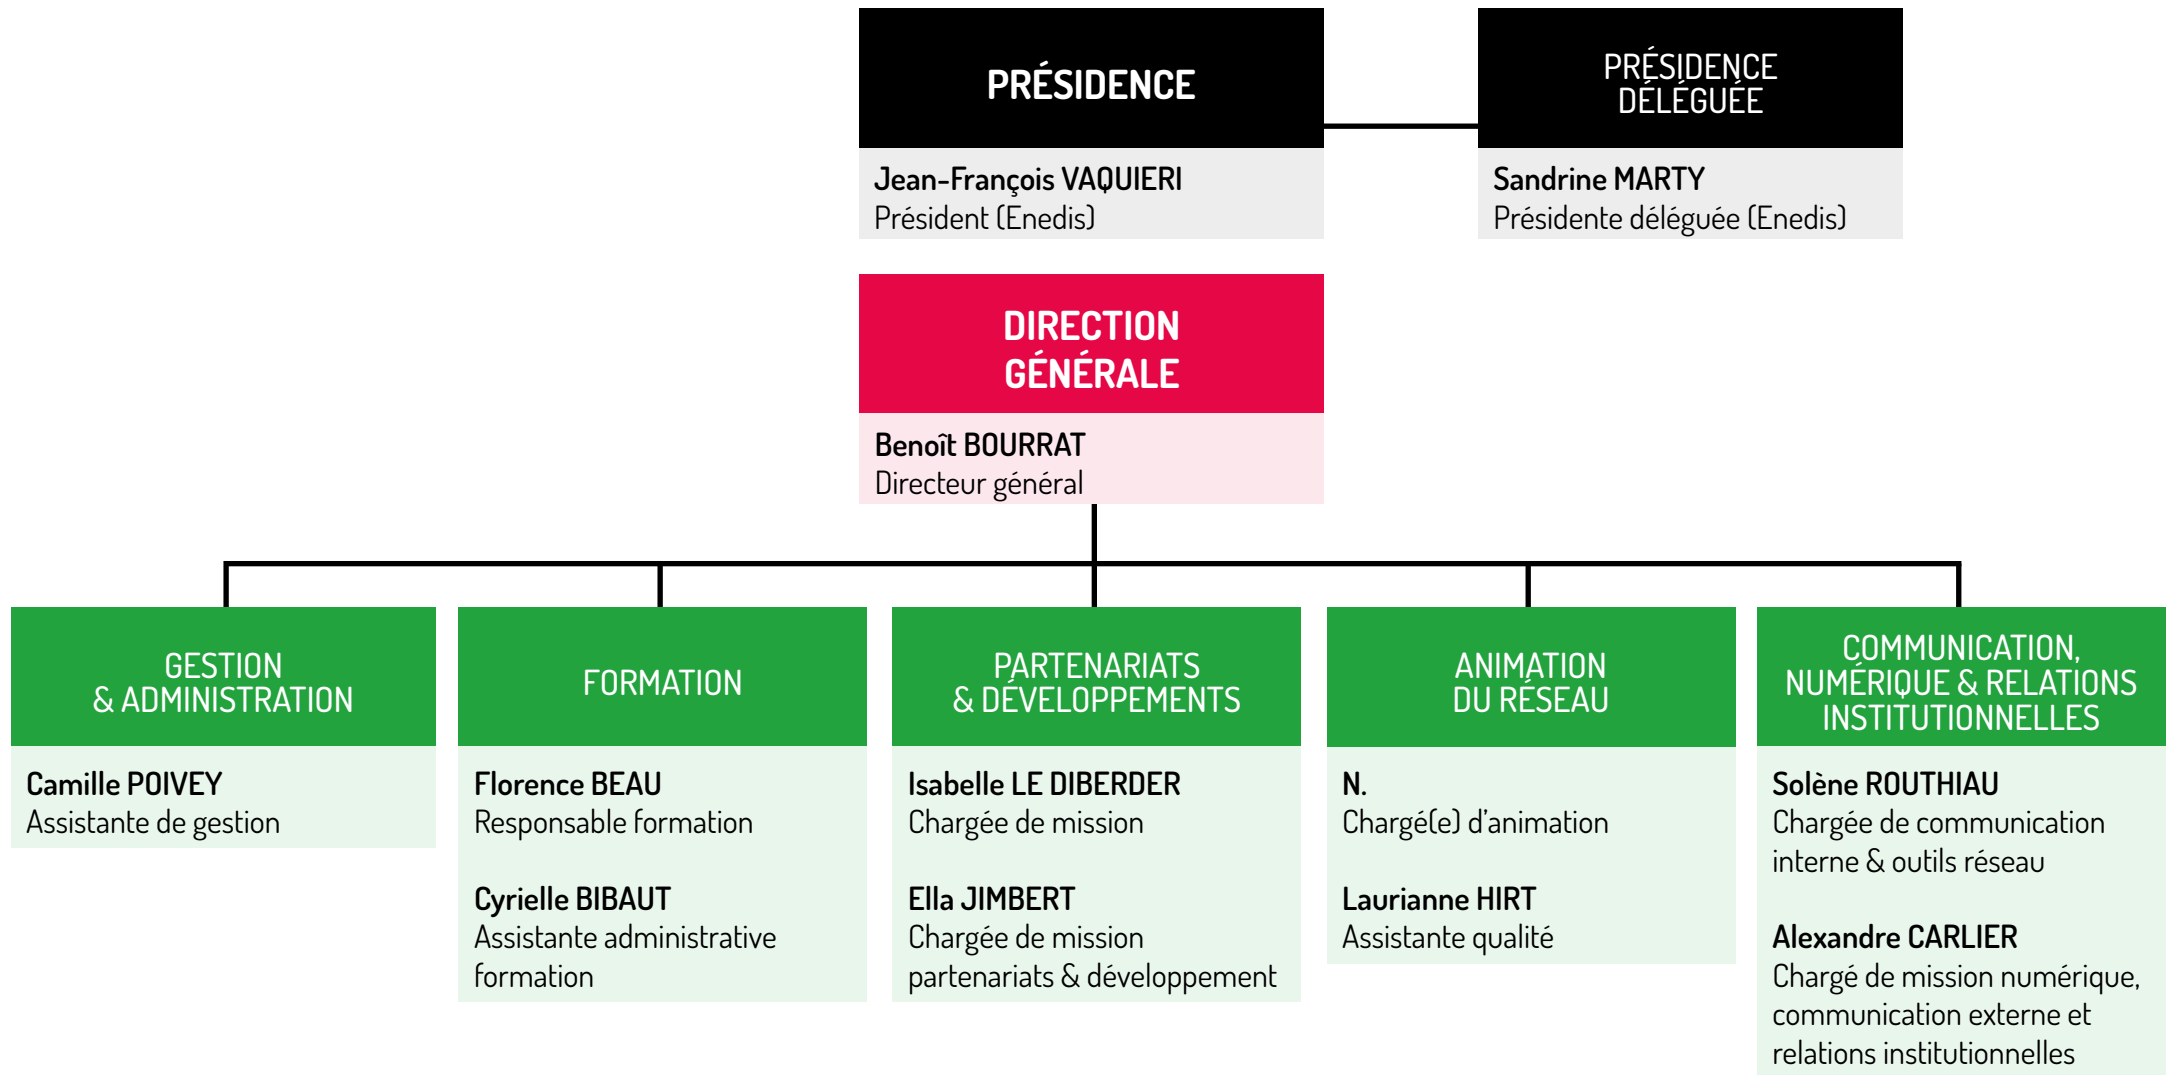 PRÉSIDENCE
Jean-François VAQUIERI
Président (Enedis)
PRÉSIDENCE
DÉLÉGUÉE
Sandrine MARTY
Présidente déléguée (Enedis)
DIRECTION
GÉNÉRALE
Benoît BOURRAT
Directeur général
GESTION
& ADMINISTRATION
Camille POIVEY
Assistante de gestion
FORMATION
Florence BEAU
Responsable formation
Cyrielle BIBAUT
Assistante administrative
formation
PARTENARIATS
& DÉVELOPPEMENTS
Isabelle LE DIBERDER
Chargée de mission
Ella JIMBERT
Chargée de mission
partenariats & développement
ANIMATION
DU RÉSEAU
N.
Chargé(e) d’animation
Laurianne HIRT
Assistante qualité
COMMUNICATION,
NUMÉRIQUE & RELATIONS
INSTITUTIONNELLES
Solène ROUTHIAU
Chargée de communication
interne & outils réseau
Alexandre CARLIER
Chargé de mission numérique,
communication externe et
relations institutionnelles